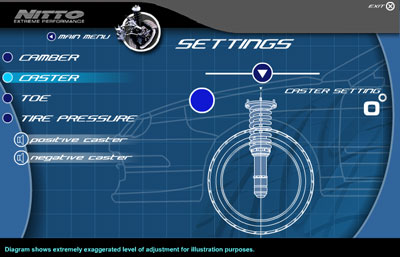 NITTO
EXTREME PERFORMANCE
EXIT
MAIN MENU
SETTINGS
CAMBER
CASTER
TOE
TIRE PRESSURE
positive caster
negative caster
CASTER SETTING
Diagram shows extremely exaggerated level of adjustment for illustration purposes.